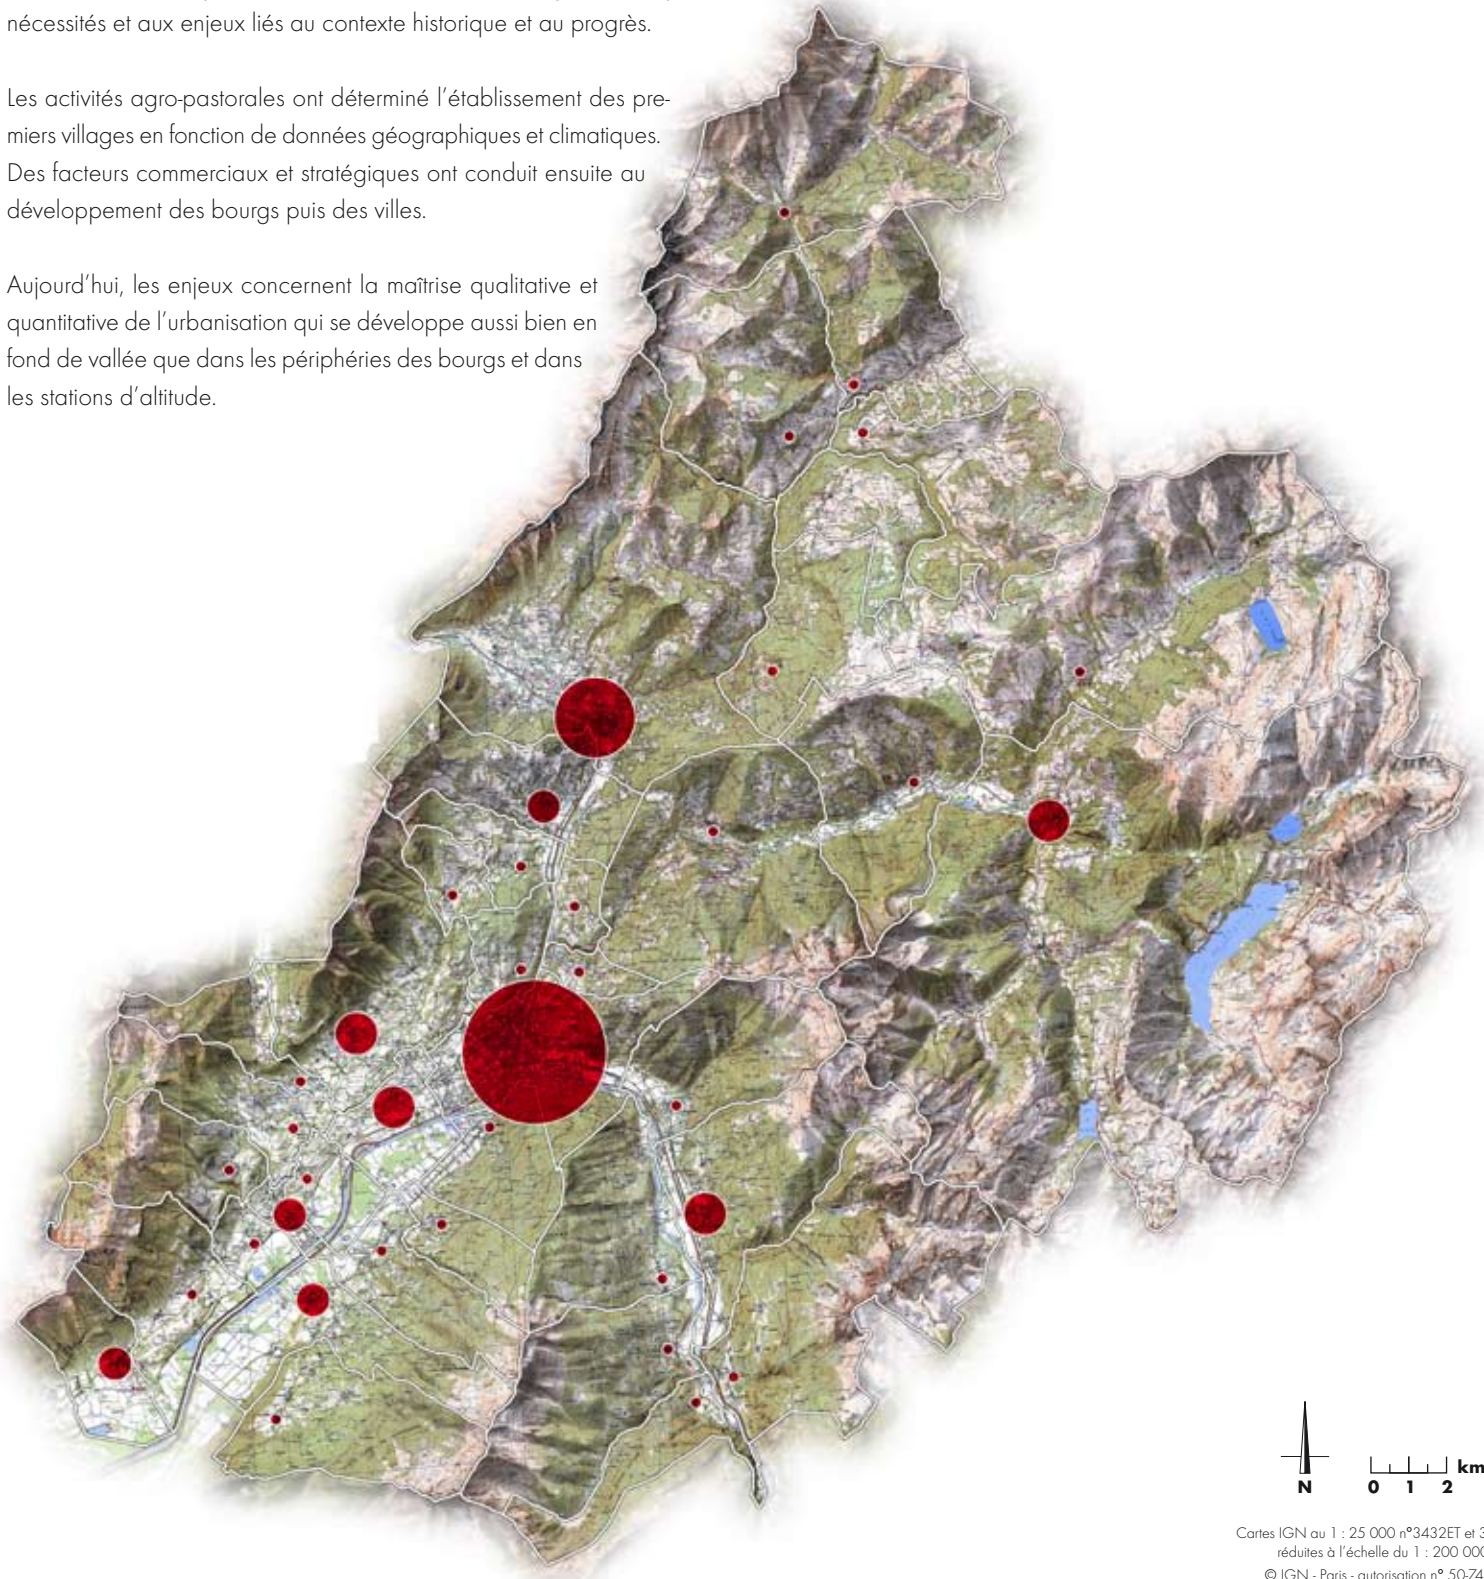 nécessités et aux enjeux liés au contexte historique et au progrès.
Les activités agro-pastorales ont déterminé l'établissement des pre-
miers villages en fonction de données géographiques et climatiques.
Des facteurs commerciaux et stratégiques ont conduit ensuite au
développement des bourgs puis des villes.
Aujourd'hui, les enjeux concernent la maîtrise qualitative et
quantitative de l'urbanisation qui se développe aussi bien en
fond de vallée que dans les périphéries des bourgs et dans
les stations d'altitude.
N
km
0 1 2
Cartes IGN au 1 : 25 000 n°3432ET et 3
réduites à l'échelle du 1 : 200 000
© IGN - Paris - autorisation n° 50-74